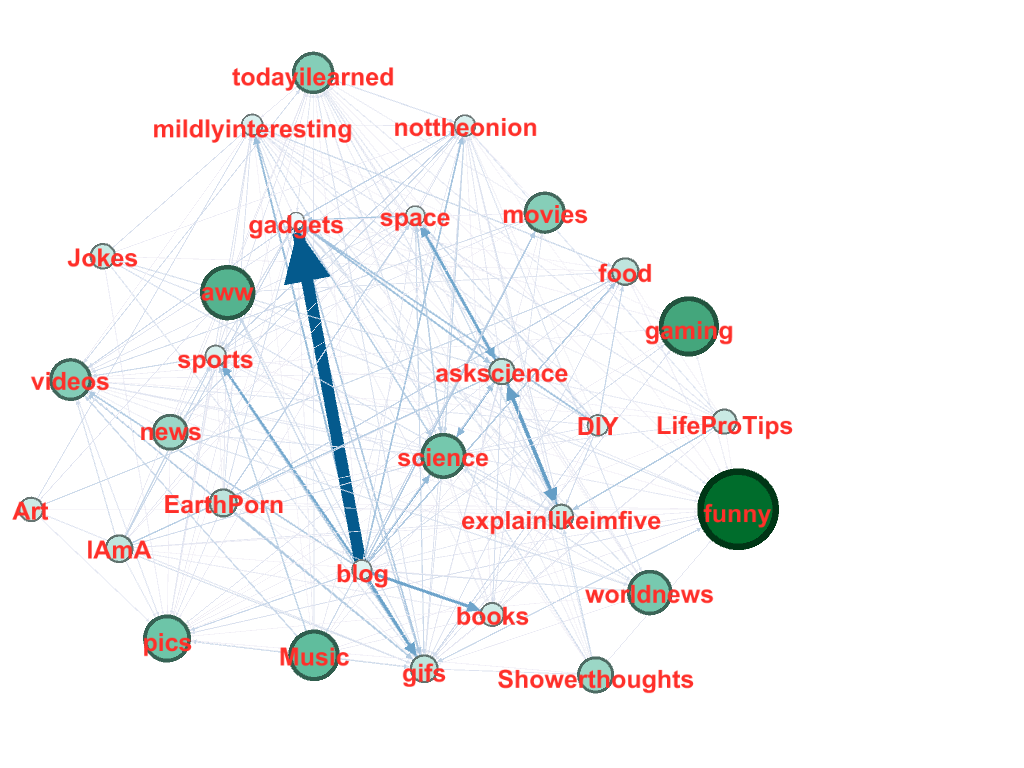 todayilearned
mildlyinteresting
nottheonion
gadgets
space
movies
Jokes
food
aww
gaming
sports
askscience
videos
news
DIY
LifeProTips
science
EarthPorn
Art
explainlikeimfive
funny
IAmA
blog
books
worldnews
pics
Music
gifs
Showerthoughts